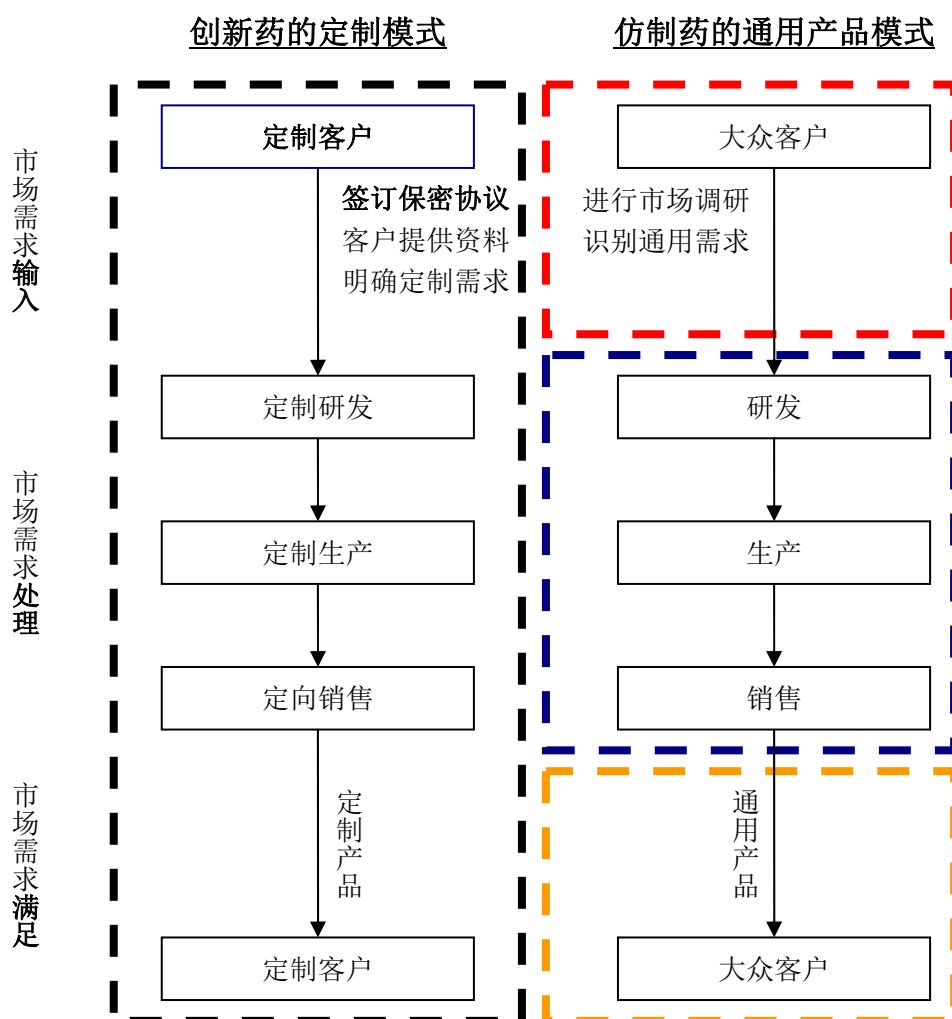 创新药的定制模式
仿制药的通用产品模式
市场需求输入
定制客户
签订保密协议
客户提供资料
明确定制需求
大众客户
进行市场调研
识别通用需求
市场需求处理
定制研发
研发
定制生产
生产
定向销售
销售
市场需求满足
定制产品
通用产品
定制客户
大众客户